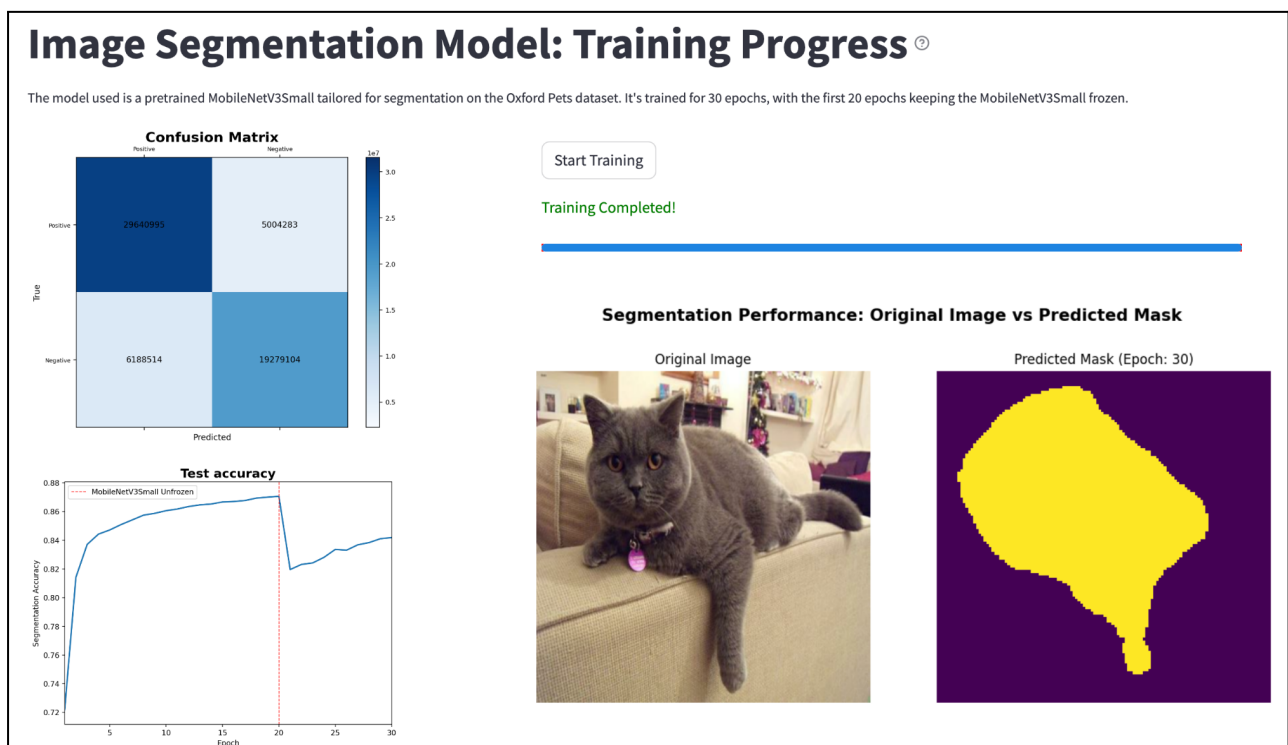 Image Segmentation Model: Training Progress
The model used is a pretrained MobileNetV3Small tailored for segmentation on the Oxford Pets dataset. It's trained for 30 epochs, with the first 20 epochs keeping the MobileNetV3Small frozen.
Confusion Matrix
Positive Negative
1e7
Positive 29640995 5004283
Negative 6188514 19279104
True
Predicted
3.0
2.5
2.0
1.5
1.0
0.5
Test accuracy
MobileNetV3Small Unfrozen
Segmentation Accuracy
0.88
0.86
0.84
0.82
0.80
0.78
0.76
0.74
0.72
5 10 15 20 25 30
Epoch
Start Training
Training Completed!
Segmentation Performance: Original Image vs Predicted Mask
Original Image
Predicted Mask (Epoch: 30)